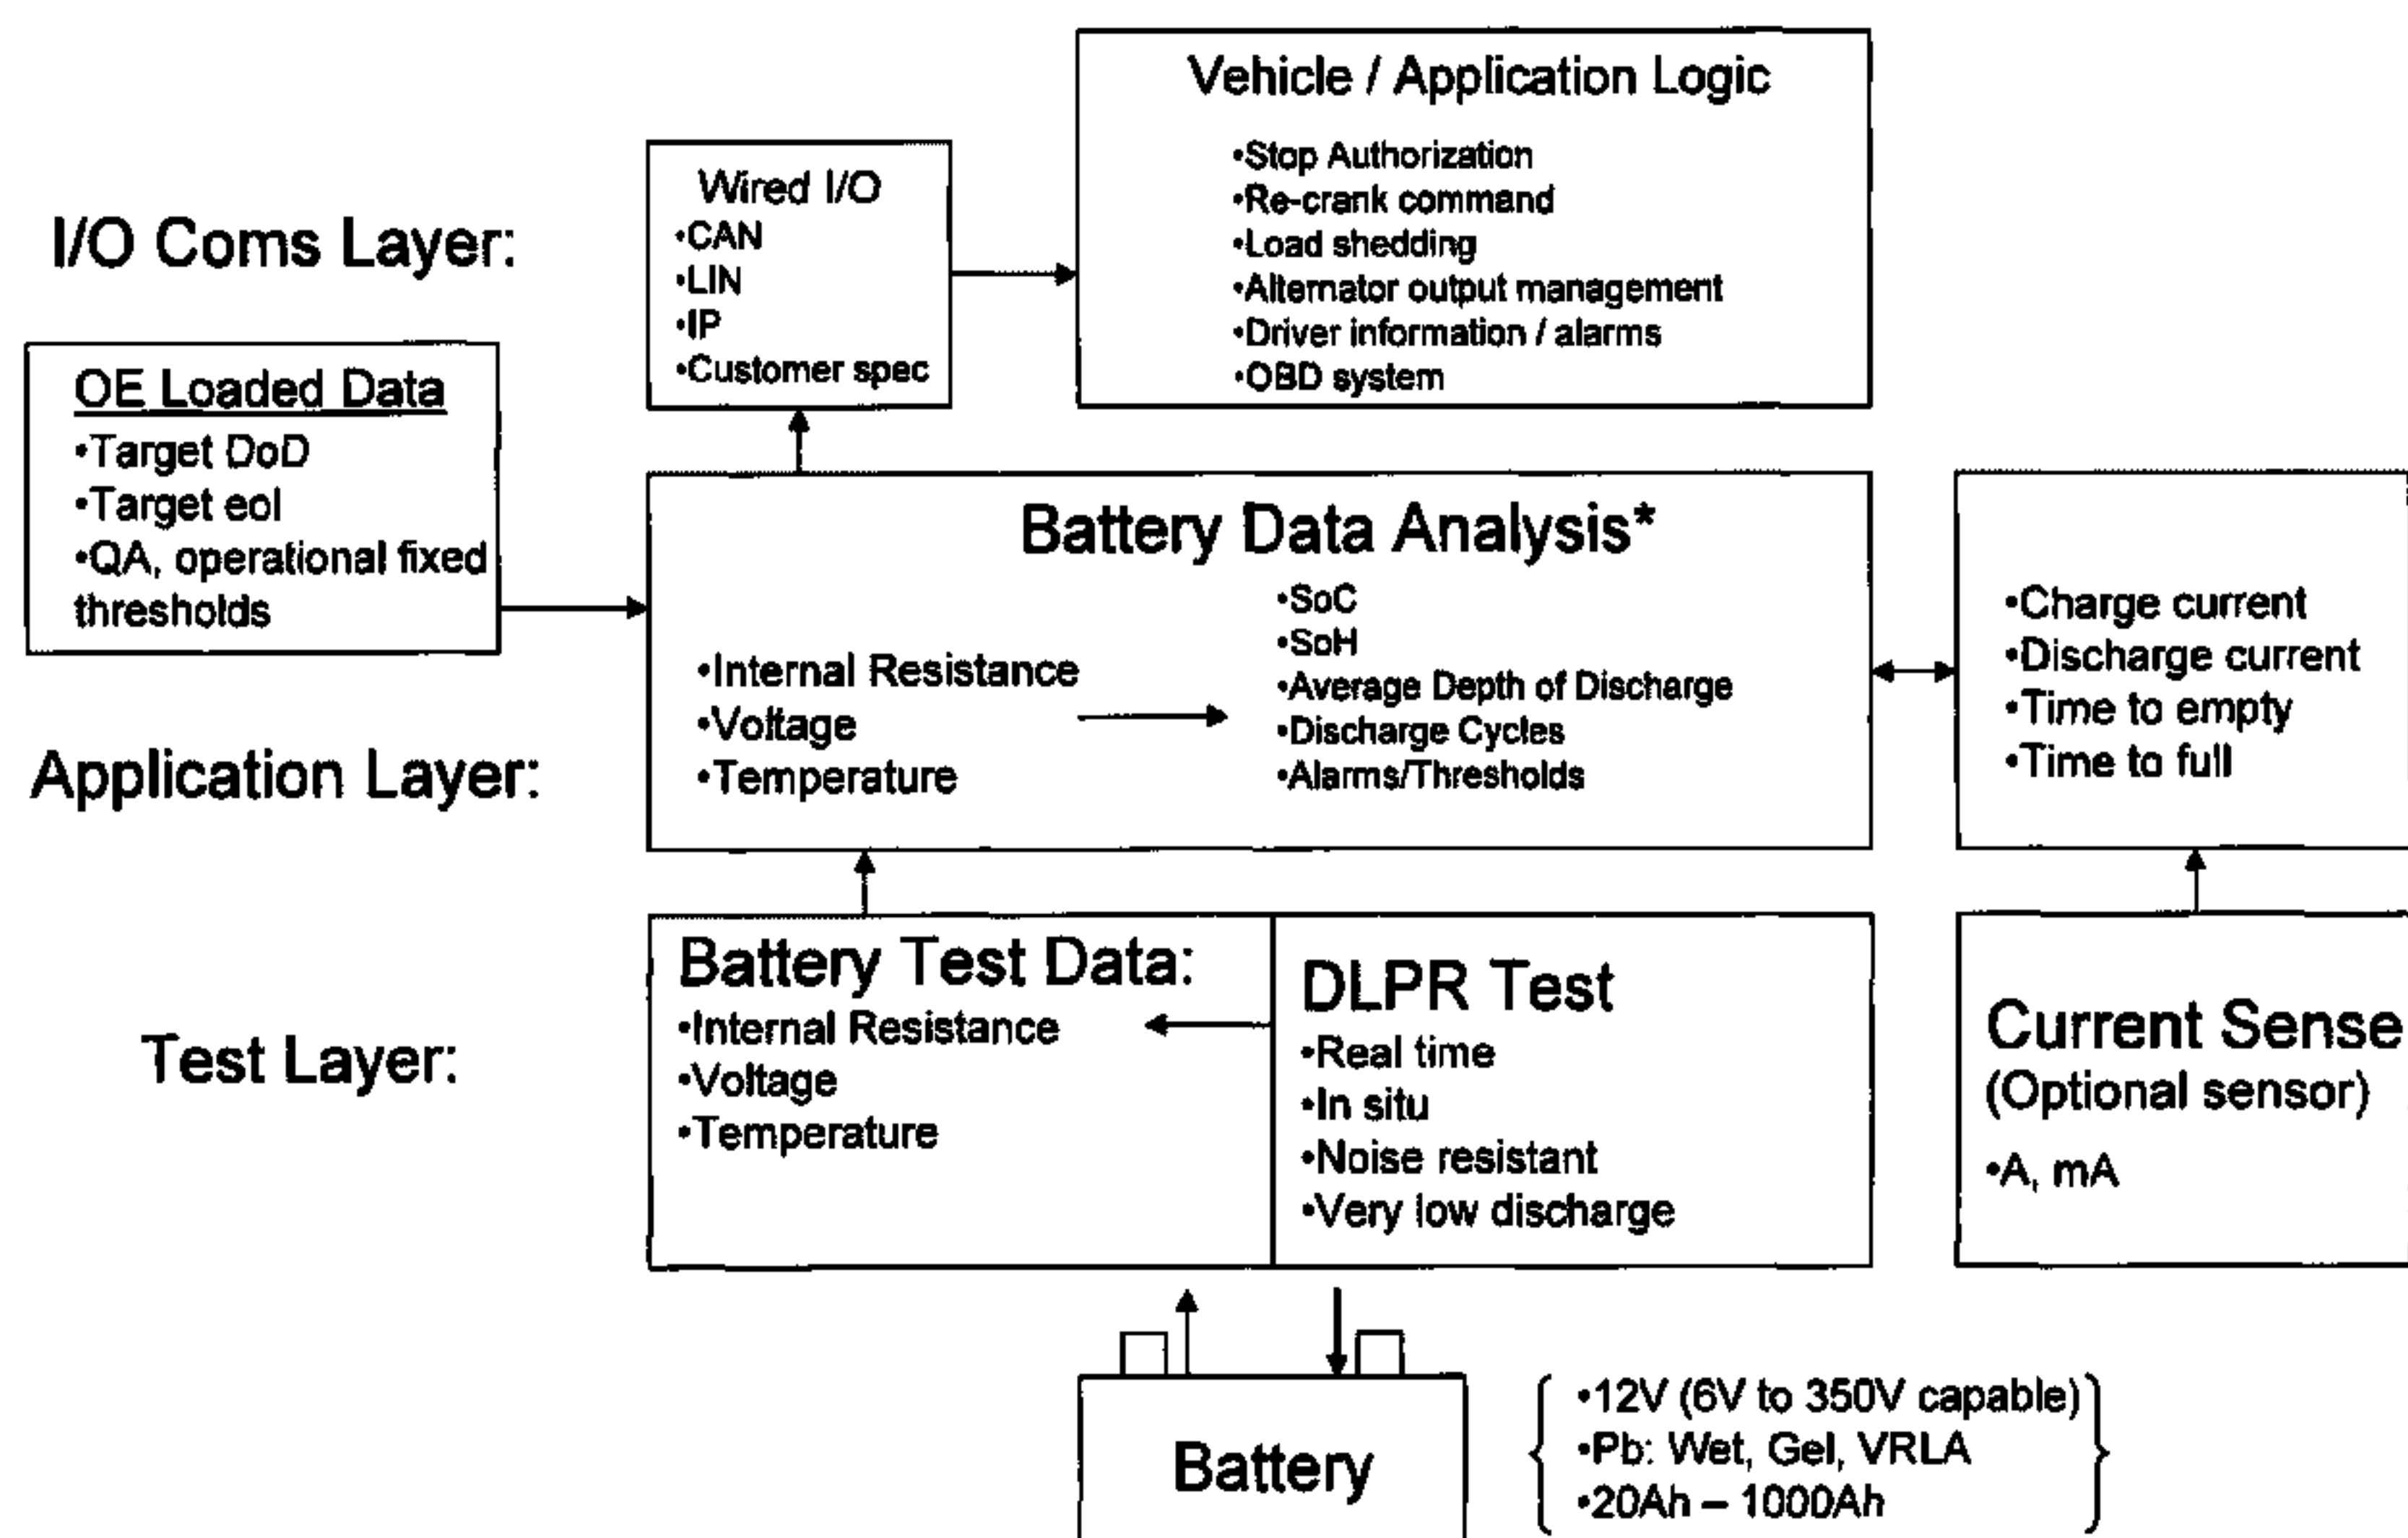 Vehicle / Application Logic
•Stop Authorization
•Re-crank command
•Load shedding
•Alternator output management
•Driver information / alarms
•OBD system
Wired I/O
•CAN
•LIN
•IP
•Customer spec
I/O Coms Layer:
OE Loaded Data
•Target DoD
•Target eol
•QA, operational fixed
thresholds
Application Layer:
Battery Data Analysis*
•Internal Resistance
•Voltage
•Temperature
•SoC
•SoH
•Average Depth of Discharge
•Discharge Cycles
•Alarms/Thresholds
•Charge current
•Discharge current
•Time to empty
•Time to full
Test Layer:
Battery Test Data:
•Internal Resistance
•Voltage
•Temperature
DLPR Test
•Real time
•In situ
•Noise resistant
•Very low discharge
Current Sense
(Optional sensor)
•A, mA
Battery
•12V (6V to 350V capable)
•Pb: Wet, Gel, VRLA
•20Ah – 1000Ah